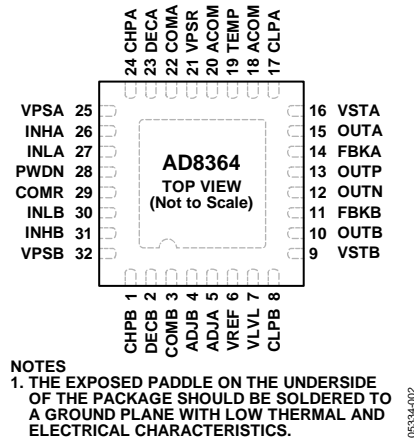 24 CHPA
23 DECA
22 COMA
21 VPSR
20 ACOM
19 TEMP
18 ACOM
17 CLPA
VPSA 25
INHA 26
INLA 27
PWDN 28
COMR 29
INLB 30
INHB 31
VPSB 32
AD8364
TOP VIEW
(Not to Scale)
16 VSTA
15 OUTA
14 FBKA
13 OUTP
12 OUTN
11 FBKB
10 OUTB
9 VSTB
CHPB 1
DECB 2
COMB 3
ADJB 4
ADJA 5
VREF 6
VLVL 7
CLPB 8
NOTES
1. THE EXPOSED PADDLE ON THE UNDERSIDE
OF THE PACKAGE SHOULD BE SOLDERED TO
A GROUND PLANE WITH LOW THERMAL AND
ELECTRICAL CHARACTERISTICS.
05334-002